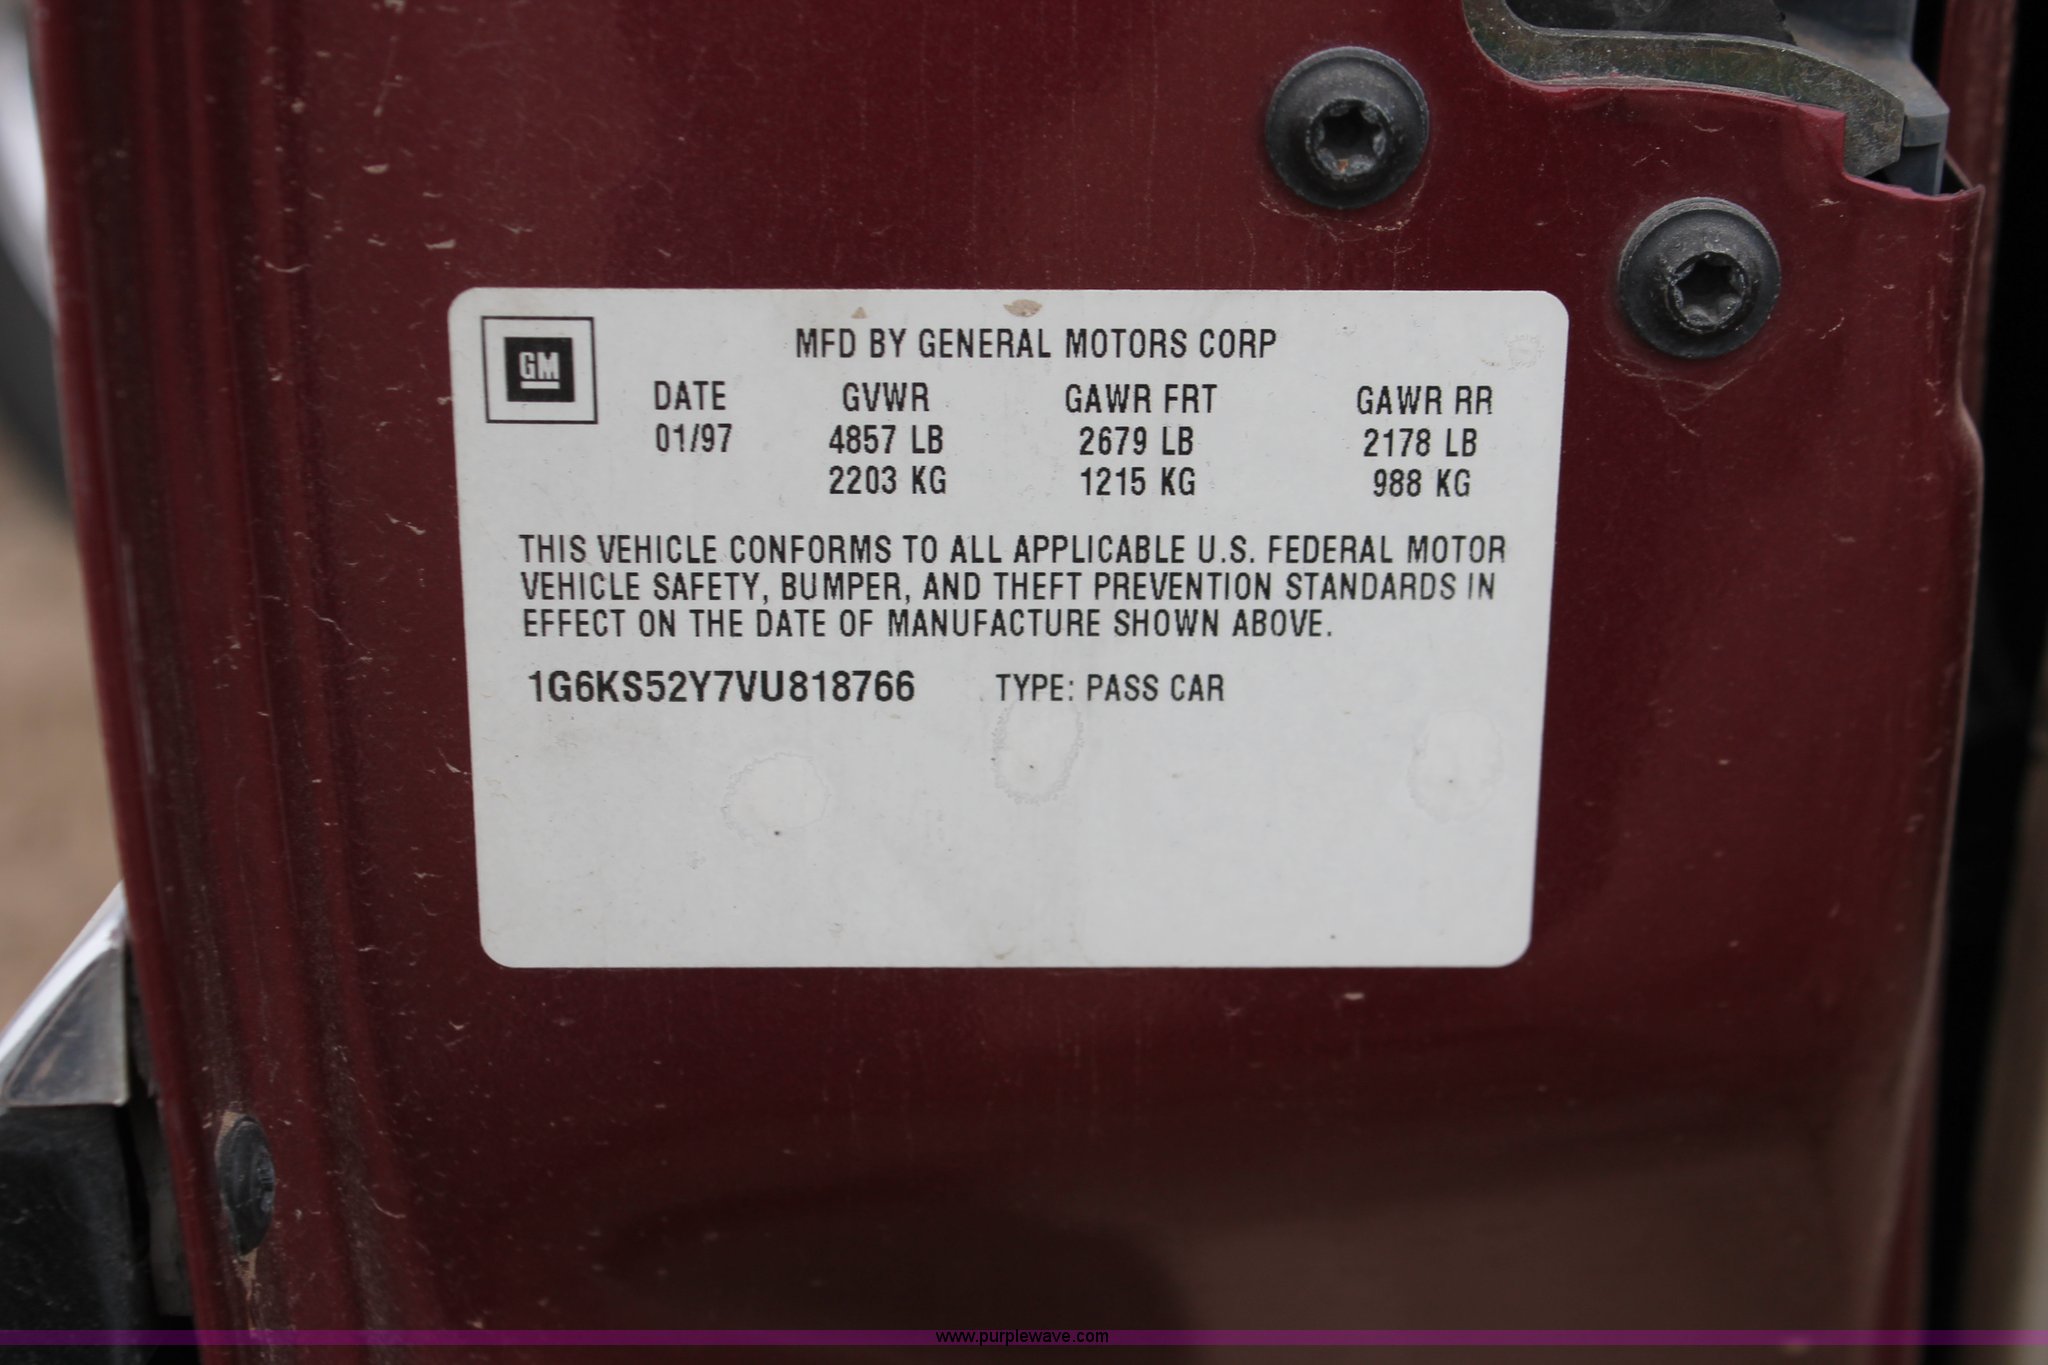 MFD BY GENERAL MOTORS CORP
GM
DATE GVWR GAWR FRT GAWR RR
01/97 4857 LB 2679 LB 2178 LB
2203 KG 1215 KG 988 KG
THIS VEHICLE CONFORMS TO ALL APPLICABLE U.S. FEDERAL MOTOR
VEHICLE SAFETY, BUMPER, AND THEFT PREVENTION STANDARDS IN
EFFECT ON THE DATE OF MANUFACTURE SHOWN ABOVE.
1G6KS52Y7VU818766 TYPE: PASS CAR
www.purplewave.com